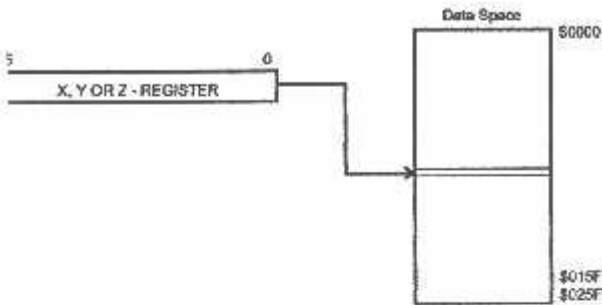 Data Space
$0000
5 0
X, Y OR Z - REGISTER
$015F
$025F